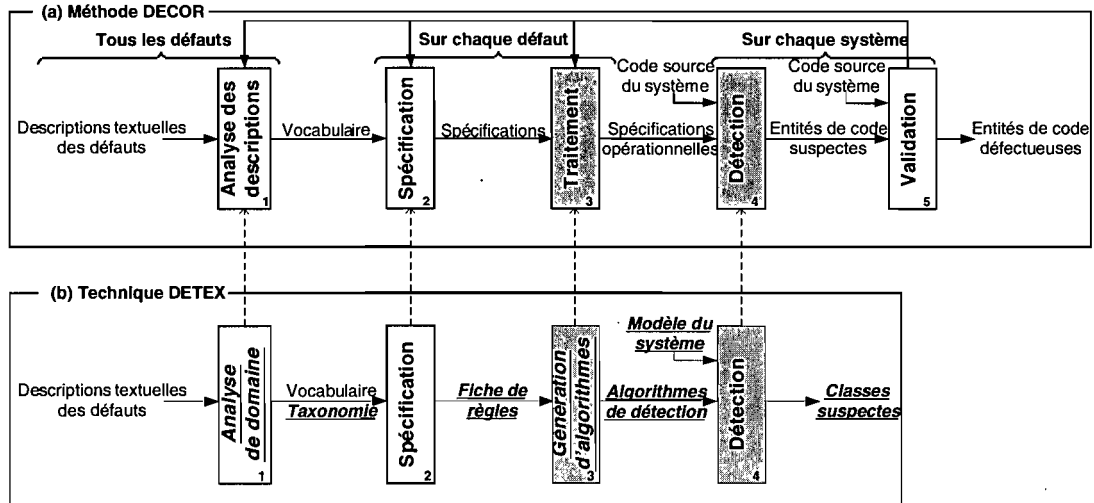 (a) Méthode DECOR
Tous les défauts
Sur chaque défaut
Sur chaque système
Code source
du système
Code source
du système
Descriptions textuelles
des défauts
Analyse des
descriptions
1
Vocabulaire
Spécification
2
Spécifications
Traitement
3
Spécifications
opérationnelles
Détection
4
Entités de code
suspectes
Validation
5
Entités de code
défectueuses
(b) Technique DETEX
Descriptions textuelles
des défauts
Analyse
de domaine
1
Vocabulaire
Taxonomie
Spécification
2
Fiche de
règles
Génération
d'algorithmes
3
Modèle du
système
Algorithmes
de détection
Détection
4
Classes
suspectes